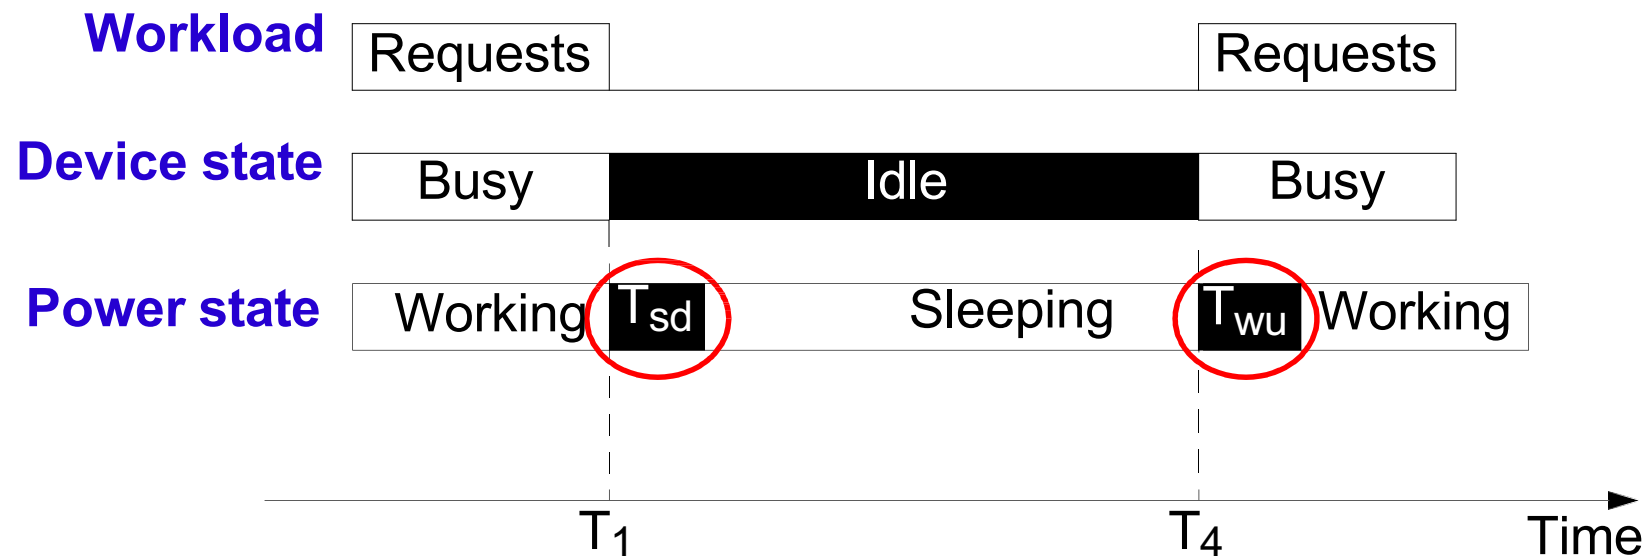 Workload Requests Requests
Device state Busy Idle Busy
Power state Working Tsd Sleeping Twu Working
T1 T4 Time